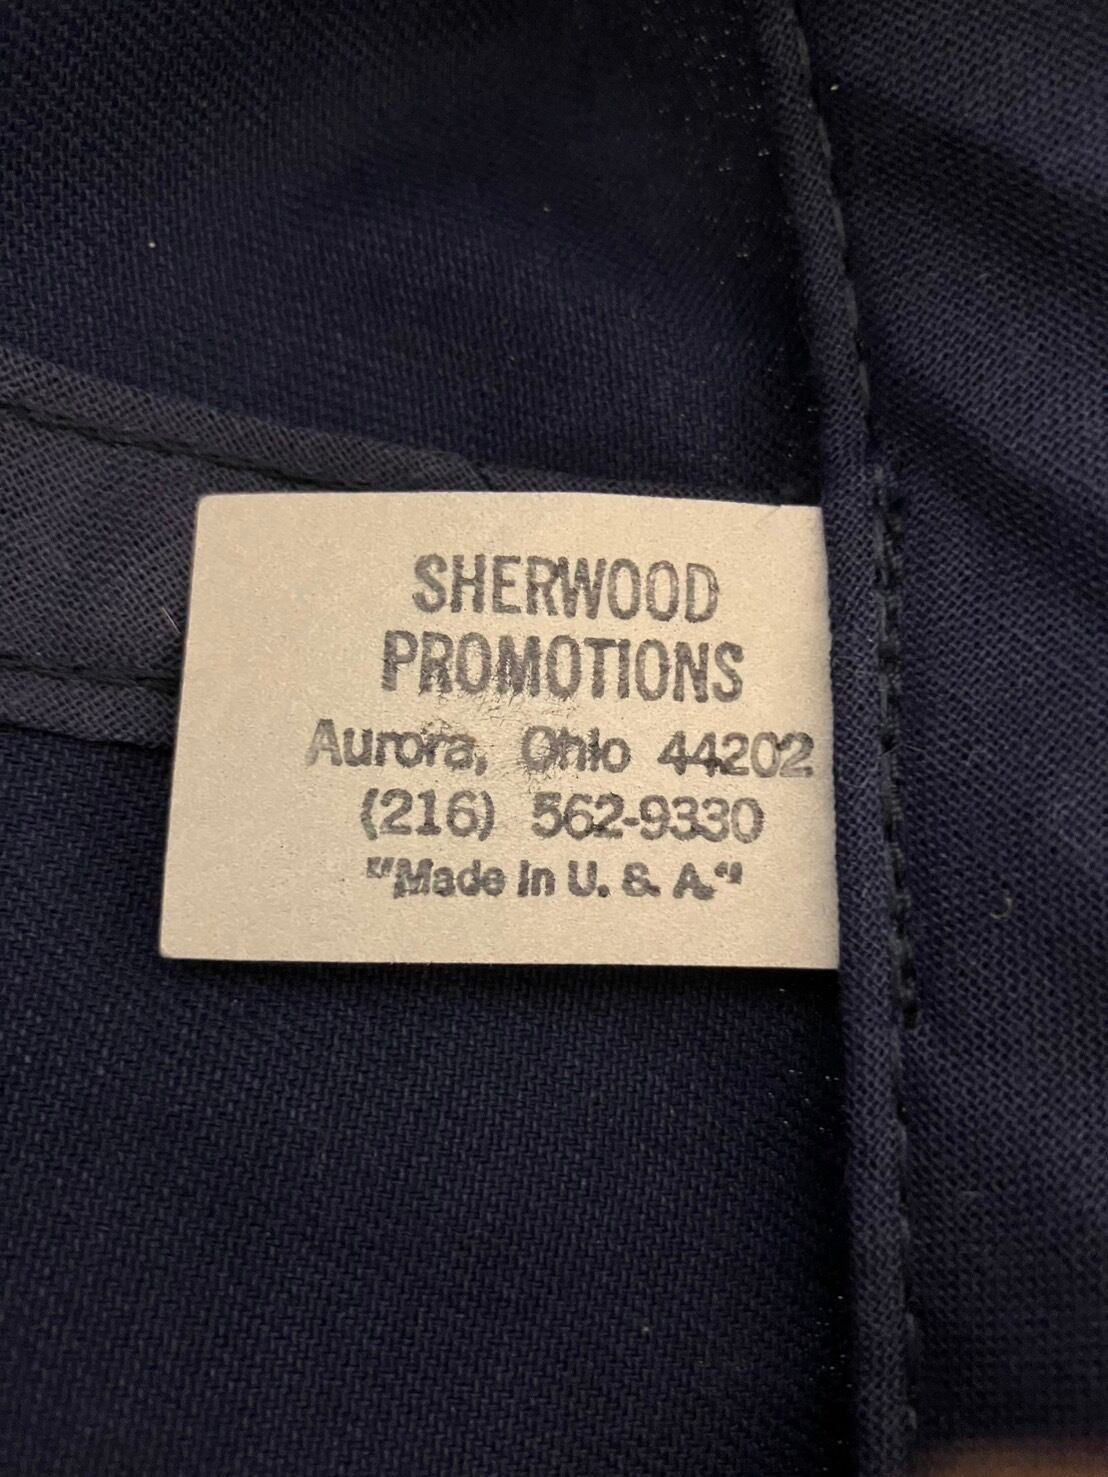 SHERWOOD
PROMOTIONS
Aurora, Ohio 44202
(216) 562-9330
"Made in U. S. A."